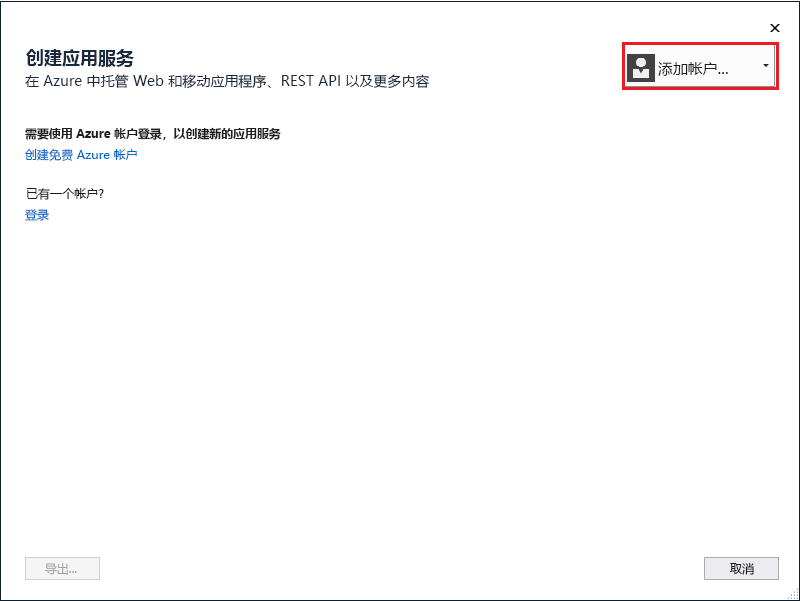 创建应用服务
在 Azure 中托管 Web 和移动应用程序、REST API 以及更多内容
添加帐户...
需要使用 Azure 帐户登录，以创建新的应用服务
创建免费 Azure 帐户
已有一个帐户?
登录
导出...
取消